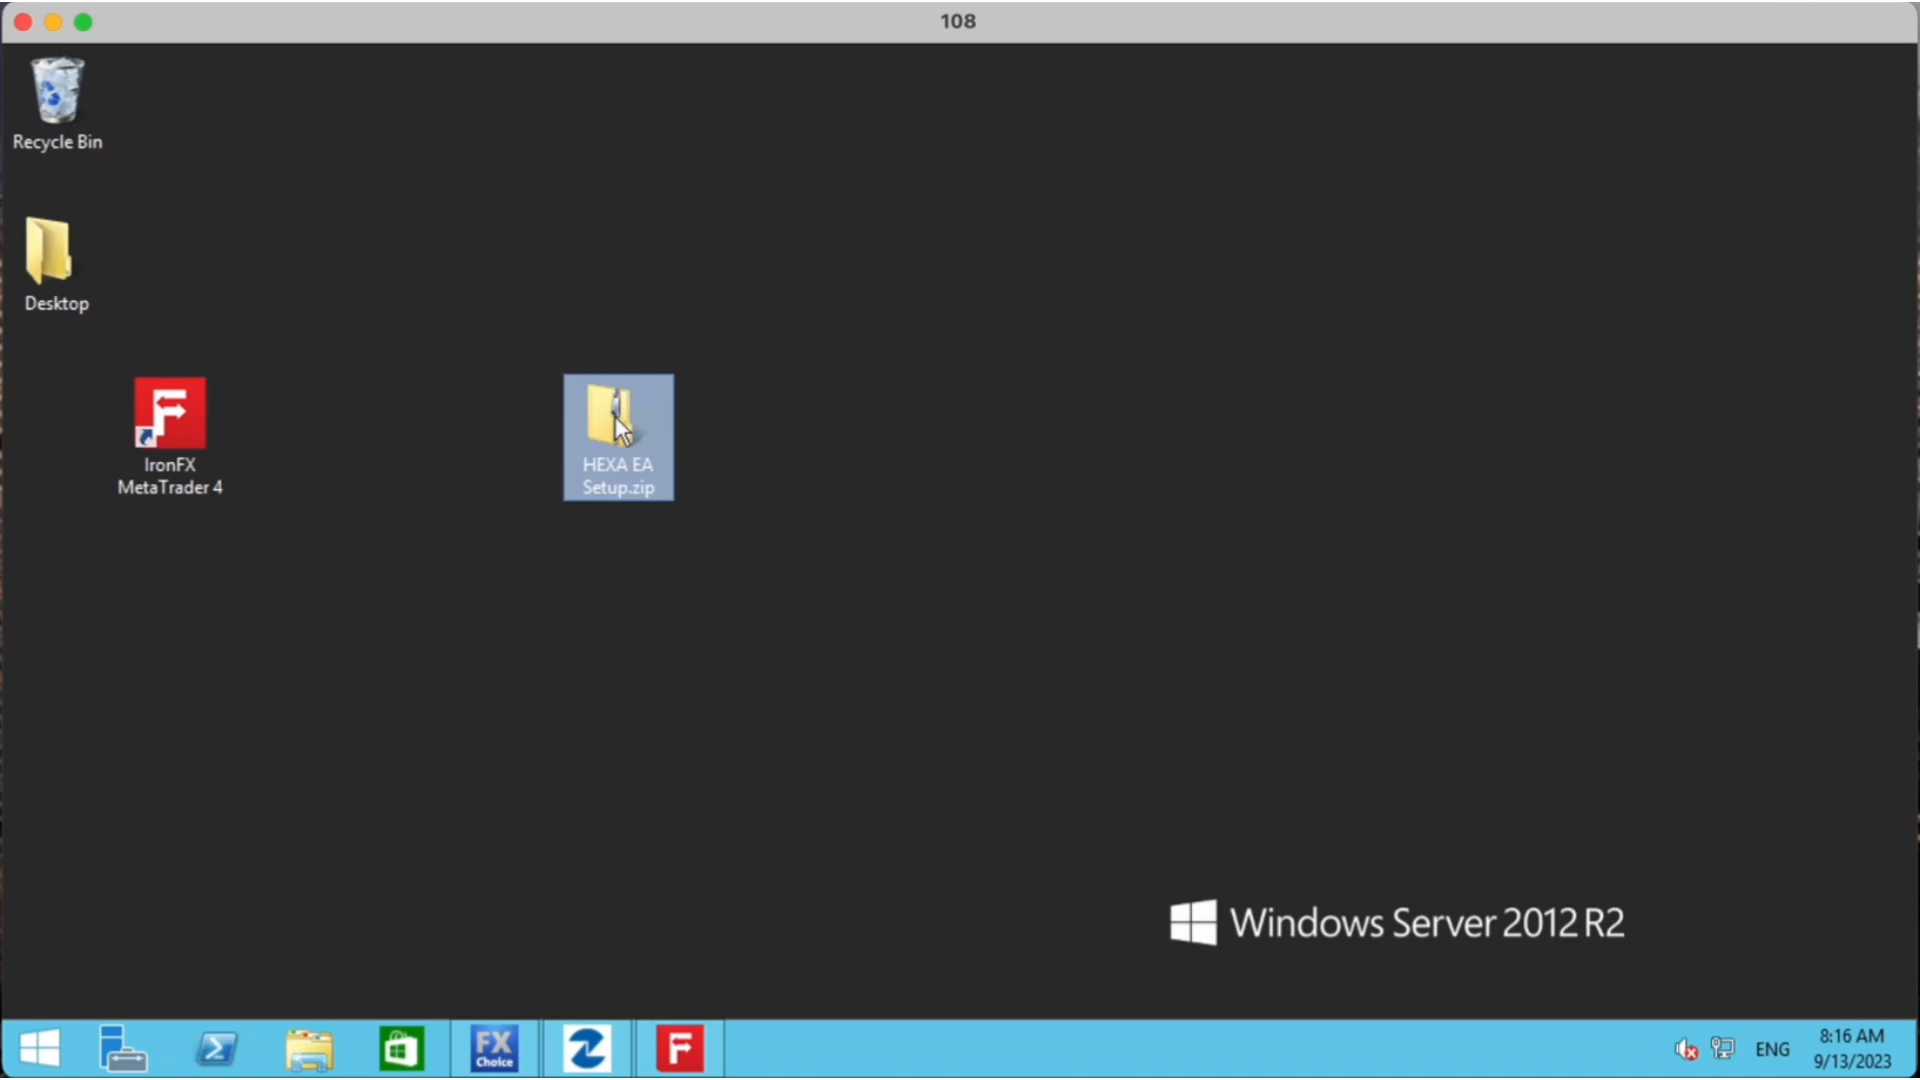 108
Recycle Bin
Desktop
IronFX
MetaTrader 4
HEXA EA
Setup.zip
Windows Server 2012 R2
FX
Choice
ENG
8:16 AM
9/13/2023